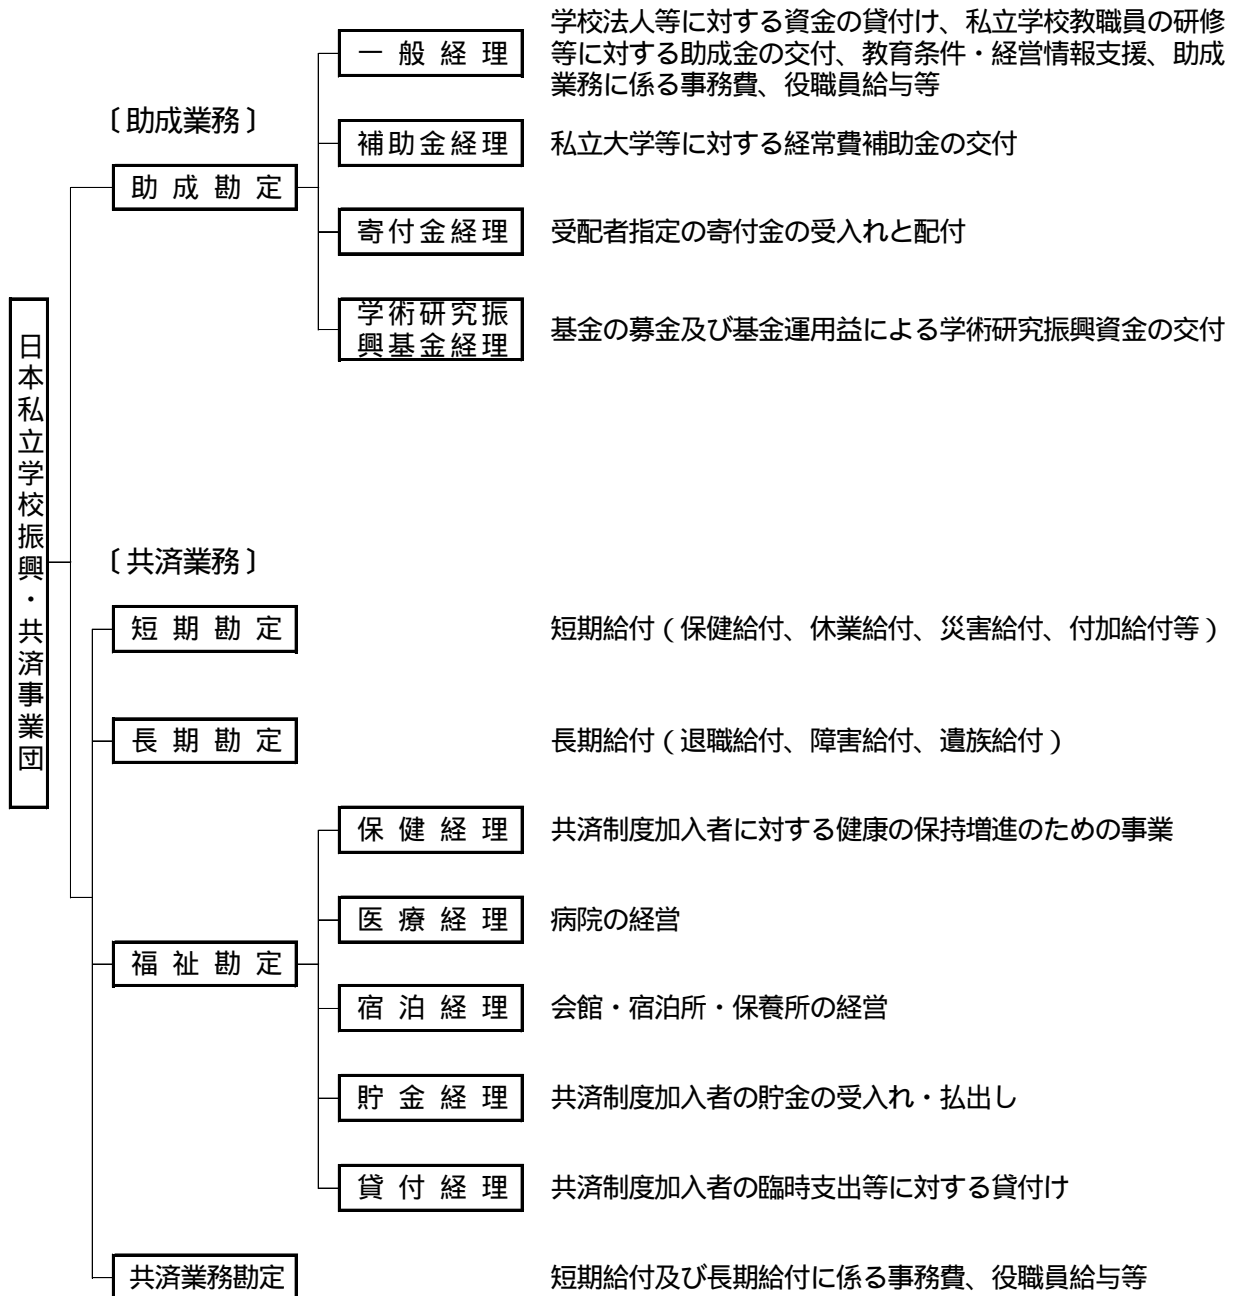 日本私立学校振興・共済事業団
〔助成業務〕
助成勘定
一般経理
学校法人等に対する資金の貸付け、私立学校教職員の研修
等に対する助成金の交付、教育条件・経営情報支援、助成
業務に係る事務費、役職員給与等
補助金経理
私立大学等に対する経常費補助金の交付
寄付金経理
受配者指定の寄付金の受入れと配付
学術研究振
興基金経理
基金の募金及び基金運用益による学術研究振興資金の交付
〔共済業務〕
短期勘定
短期給付（保健給付、休業給付、災害給付、付加給付等）
長期勘定
長期給付（退職給付、障害給付、遺族給付）
福祉勘定
保健経理
共済制度加入者に対する健康の保持増進のための事業
医療経理
病院の経営
宿泊経理
会館・宿泊所・保養所の経営
貯金経理
共済制度加入者の貯金の受入れ・払出し
貸付経理
共済制度加入者の臨時支出等に対する貸付け
共済業務勘定
短期給付及び長期給付に係る事務費、役職員給与等